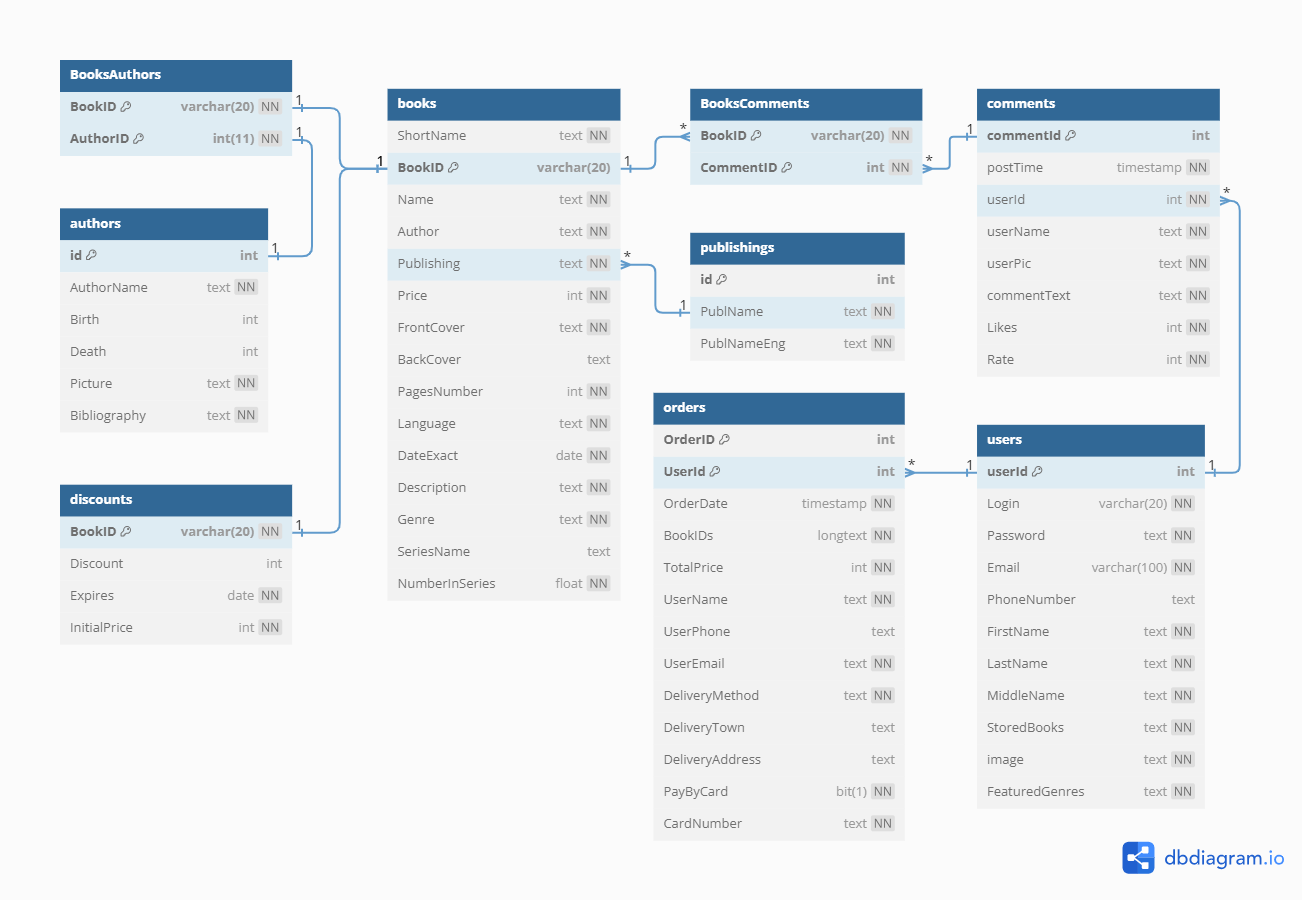 BooksAuthors
BookID varchar(20) NN
AuthorID int(11) NN
1
1
authors
id int
AuthorName text NN
Birth int
Death int
Picture text NN
Bibliography text NN
1
discounts
BookID varchar(20) NN
Discount int
Expires date NN
InitialPrice int NN
1
books
ShortName text NN
1 BookID varchar(20) 1
Name text NN
Author text NN
Publishing text NN *
Price int NN
FrontCover text NN
BackCover text
PagesNumber int NN
Language text NN
DateExact date NN
Description text NN
Genre text NN
SeriesName text
NumberInSeries float NN
BooksComments
* BookID varchar(20) NN
CommentID int NN *
publishings
id int
1 PublName text NN
PublNameEng text NN
comments
1 commentId int
postTime timestamp NN
userId int NN *
userName text NN
userPic text NN
commentText text NN
Likes int NN
Rate int NN
orders
OrderID int
UserId int *
OrderDate timestamp NN
BookIDs longtext NN
TotalPrice int NN
UserName text NN
UserPhone text
UserEmail text NN
DeliveryMethod text NN
DeliveryTown text
DeliveryAddress text
PayByCard bit(1) NN
CardNumber text NN
users
1 userId int 1
Login varchar(20) NN
Password text NN
Email varchar(100) NN
PhoneNumber text
FirstName text NN
LastName text NN
MiddleName text NN
StoredBooks text NN
image text NN
FeaturedGenres text NN
dbdiagram.io